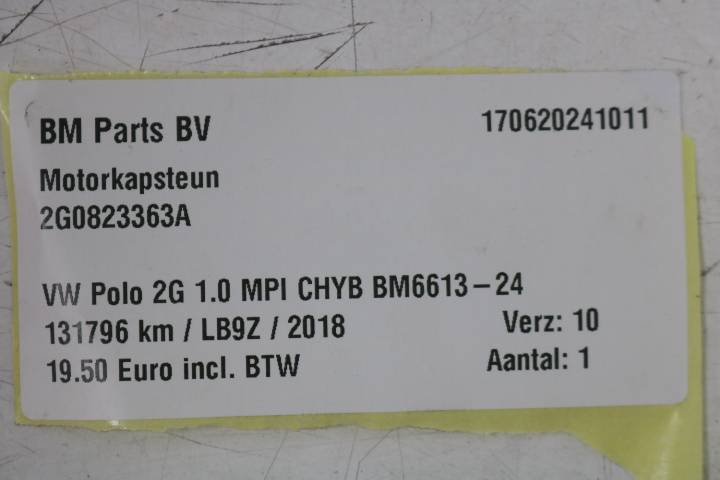 BM Parts BV 170620241011
Motorkapsteun
2G0823363A
VW Polo 2G 1.0 MPI CHYB BM6613-24
131796 km / LB9Z / 2018 Verz: 10
19.50 Euro incl. BTW Aantal: 1